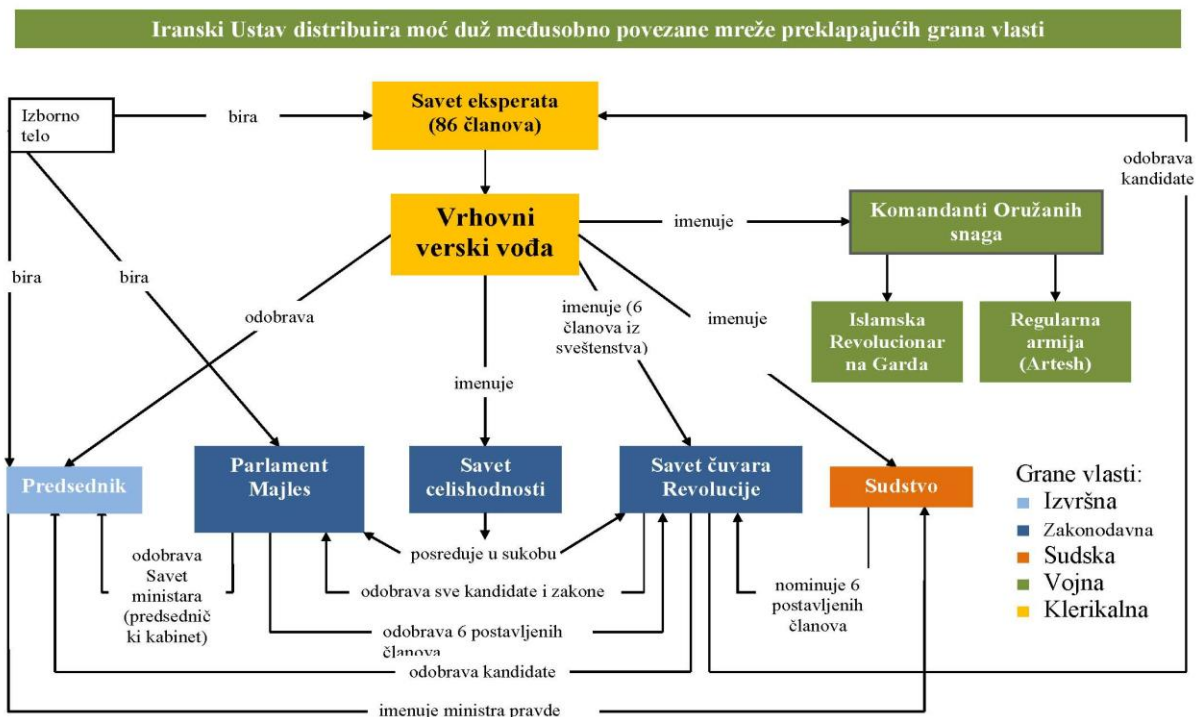 Iranski Ustav distribuira moć duž međusobno povezane mreže preklapajućih grana vlasti
Izborno
telo
bira
Savet eksperata
(86 članova)
odobrava
kandidate
Vrhovni
verski vođa
imenuje
Komandanti Oružanih
snaga
bira
bira
odobrava
imenuje (6
članova iz
sveštenstva)
imenuje
Islamska
Revolucionar
na Garda
Regularna
armija
(Artesh)
imenuje
Predsednik
Parlament
Majles
Savet
celishodnosti
Savet čuvara
Revolucije
Sudstvo
Grane vlasti:
Izvršna
Zakonodavna
Sudska
Vojna
Klerikalna
odobrava
Savet
ministara
(predsednič
ki kabinet)
posreduje u sukobu
odobrava sve kandidate i zakone
nominuje 6
postavljenih
članova
odobrava 6 postavljenih
članova
odobrava kandidate
imenuje ministra pravde